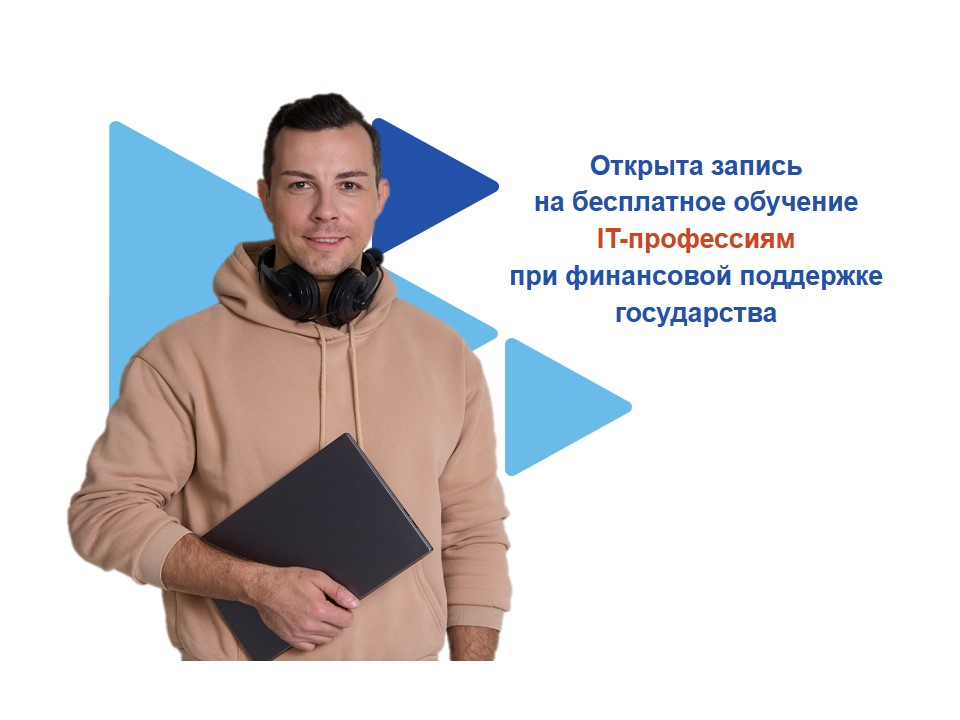 Открыта запись
на бесплатное обучение
IT-профессиям
при финансовой поддержке
государства